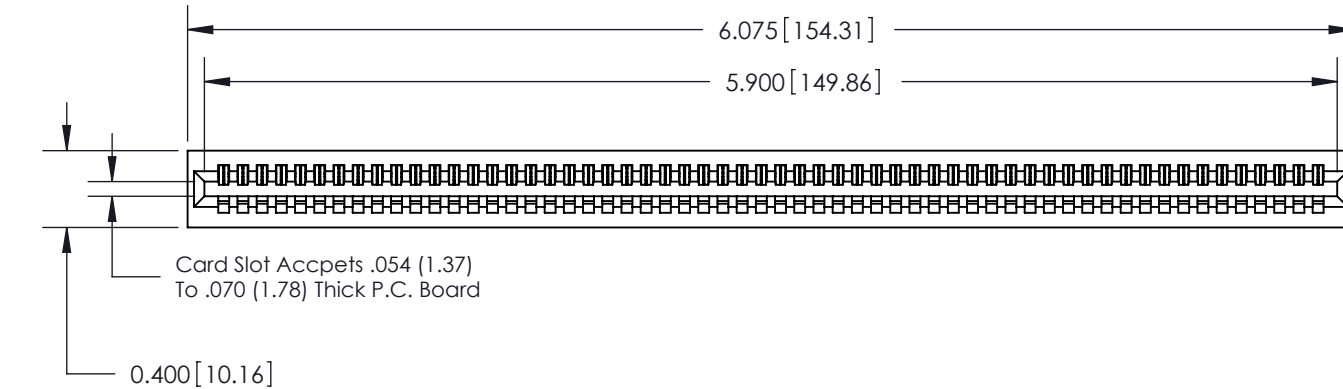 6.075[154.31]
5.900[149.86]
Card Slot Accpets .054 (1.37)
To .070 (1.78) Thick P.C. Board
0.400[10.16]